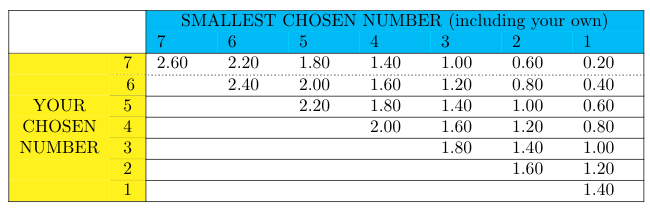 SMALLEST CHOSEN NUMBER (including your own)
7 6 5 4 3 2 1
7 2.60 2.20 1.80 1.40 1.00 0.60 0.20
6 2.40 2.00 1.60 1.20 0.80 0.40
YOUR 5 2.20 1.80 1.40 1.00 0.60
CHOSEN 4 2.00 1.60 1.20 0.80
NUMBER 3 1.80 1.40 1.00
2 1.60 1.20
1 1.40